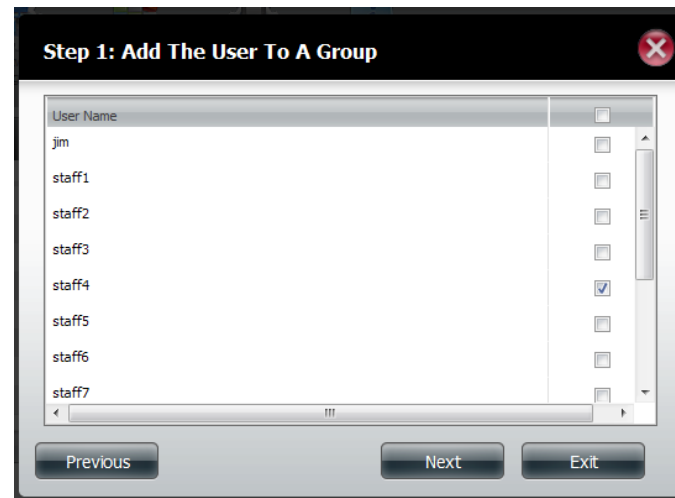 Step 1: Add The User To A Group
User Name
jim
staff1
staff2
staff3
staff4
staff5
staff6
staff7
Previous
Next
Exit